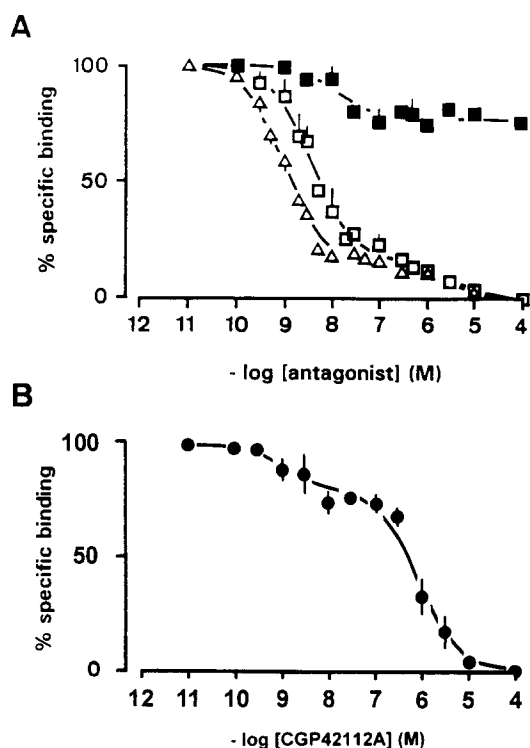 A
% specific binding
100
50
0
12 11 10 9 8 7 6 5 4
- log [antagonist] (M)
B
% specific binding
100
50
0
12 11 10 9 8 7 6 5 4
- log [CGP42112A] (M)